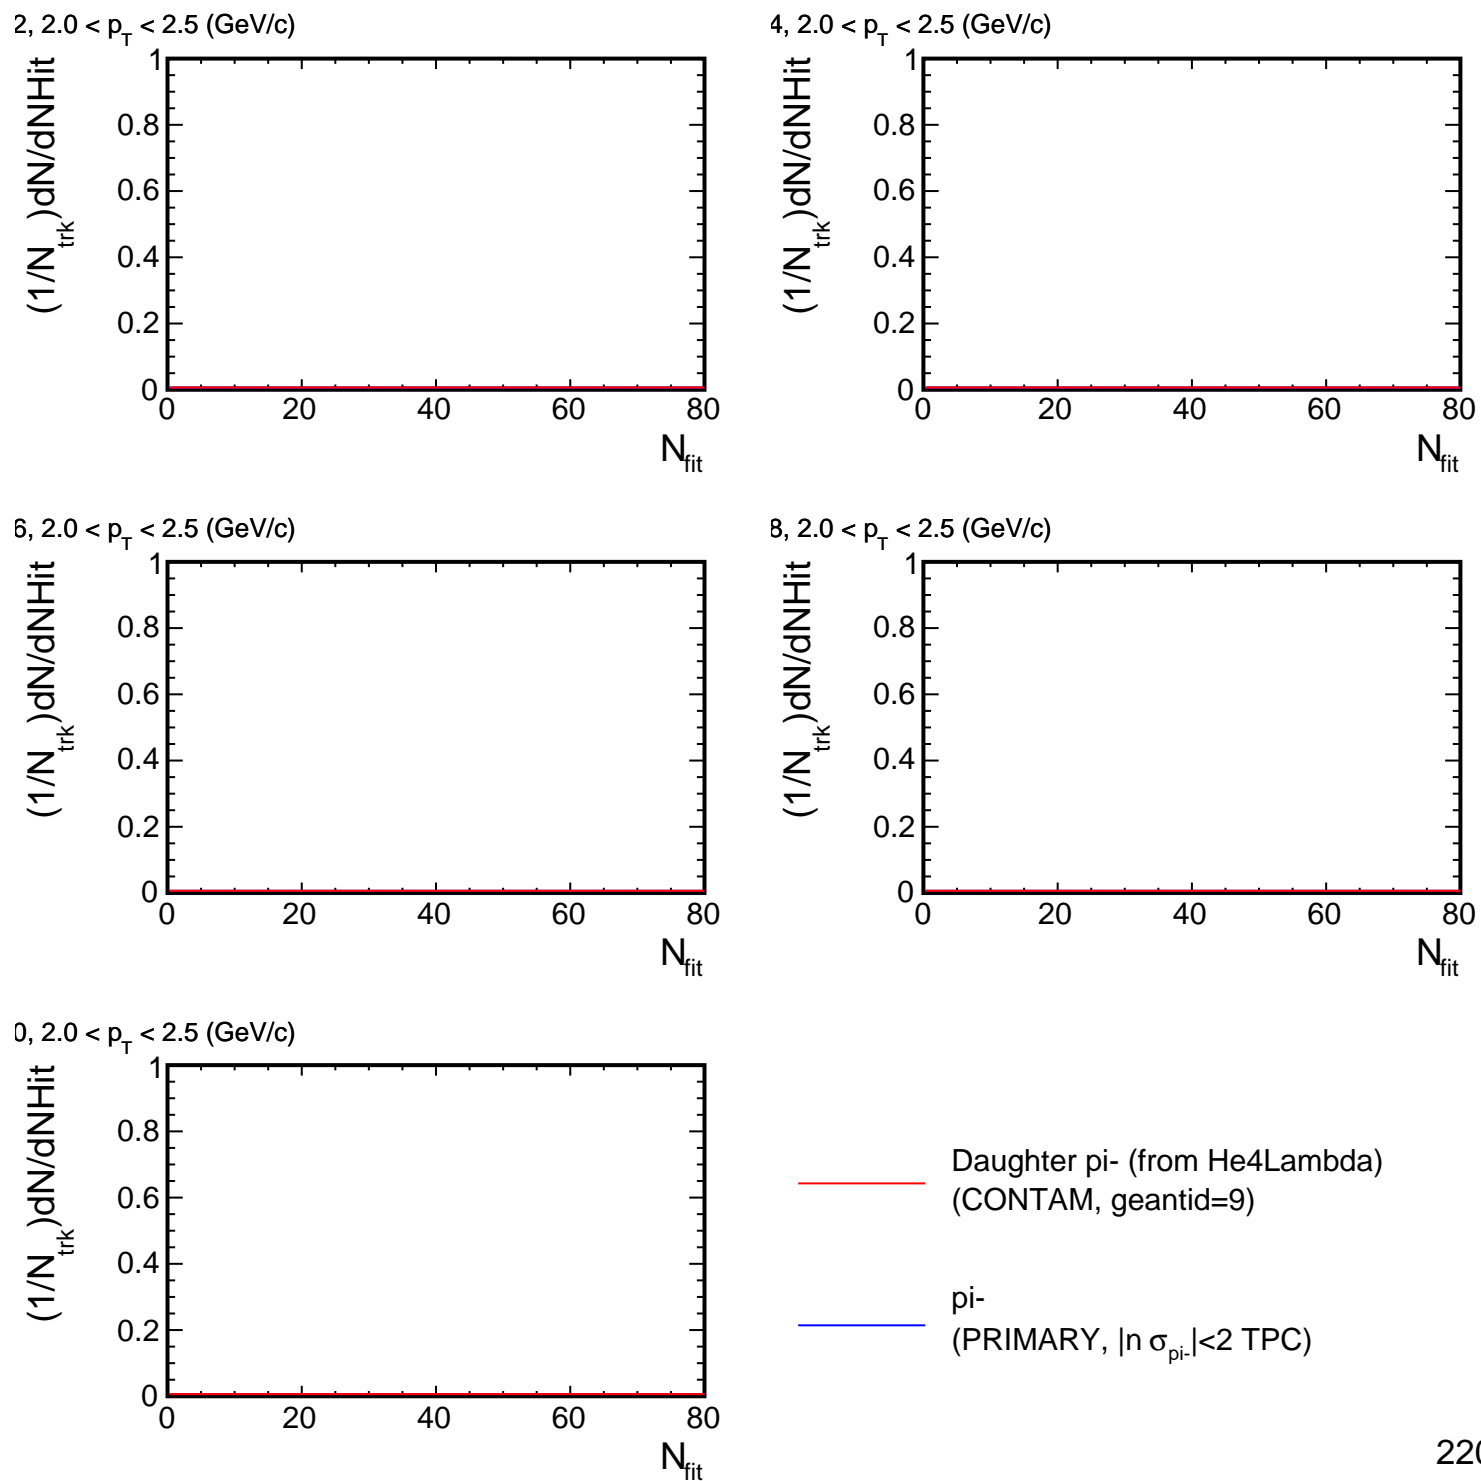 2, 2.0 < p_T < 2.5 (GeV/c)
(1/N_trk)dN/dNHit
1
0.8
0.6
0.4
0.2
0
0 20 40 60 80
N_fit
4, 2.0 < p_T < 2.5 (GeV/c)
(1/N_trk)dN/dNHit
1
0.8
0.6
0.4
0.2
0
0 20 40 60 80
N_fit
6, 2.0 < p_T < 2.5 (GeV/c)
(1/N_trk)dN/dNHit
1
0.8
0.6
0.4
0.2
0
0 20 40 60 80
N_fit
8, 2.0 < p_T < 2.5 (GeV/c)
(1/N_trk)dN/dNHit
1
0.8
0.6
0.4
0.2
0
0 20 40 60 80
N_fit
0, 2.0 < p_T < 2.5 (GeV/c)
(1/N_trk)dN/dNHit
1
0.8
0.6
0.4
0.2
0
0 20 40 60 80
N_fit
Daughter pi- (from He4Lambda)
(CONTAM, geantid=9)
pi-
(PRIMARY, |n σ_pi-|<2 TPC)
220